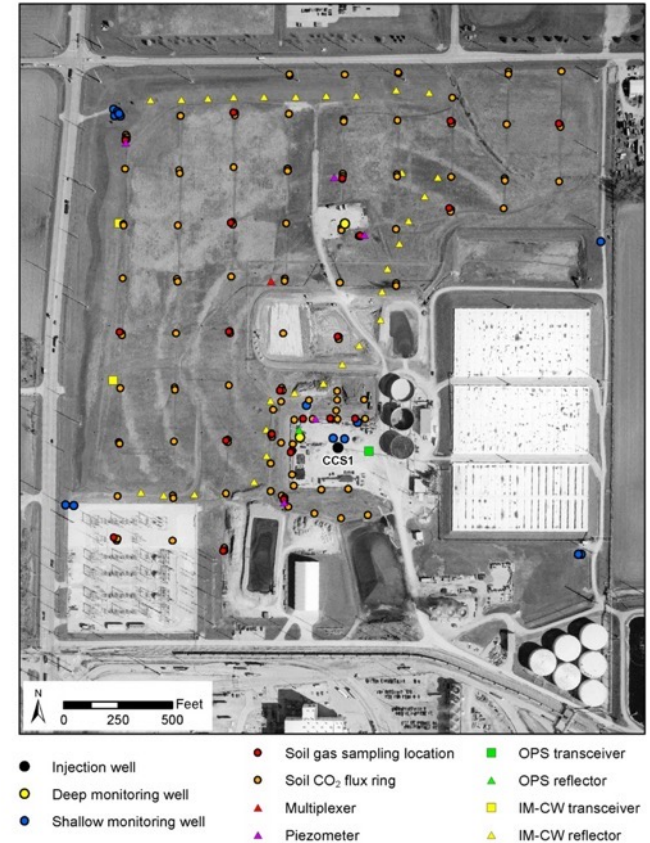 CCS1
N
Feet
0 250 500
Injection well
Deep monitoring well
Shallow monitoring well
Soil gas sampling location
Soil CO₂ flux ring
Multiplexer
Piezometer
OPS transceiver
OPS reflector
IM-CW transceiver
IM-CW reflector